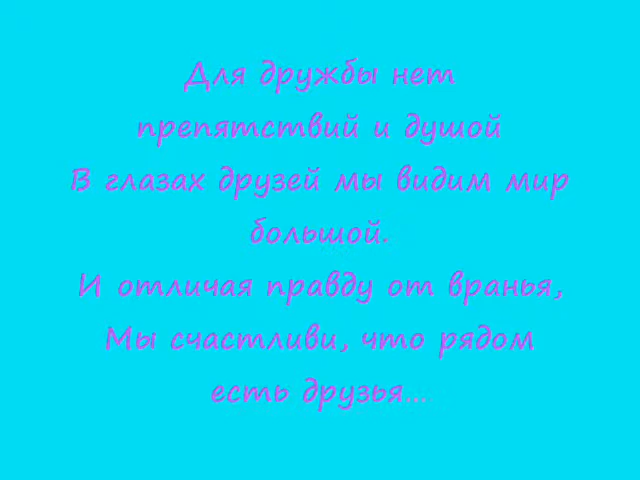 Для дружбы нет
препятствий и душой
В глазах друзей мы видим мир
большой.
И отличая правду от вранья,
Мы счастливи, что рядом
есть друзья...